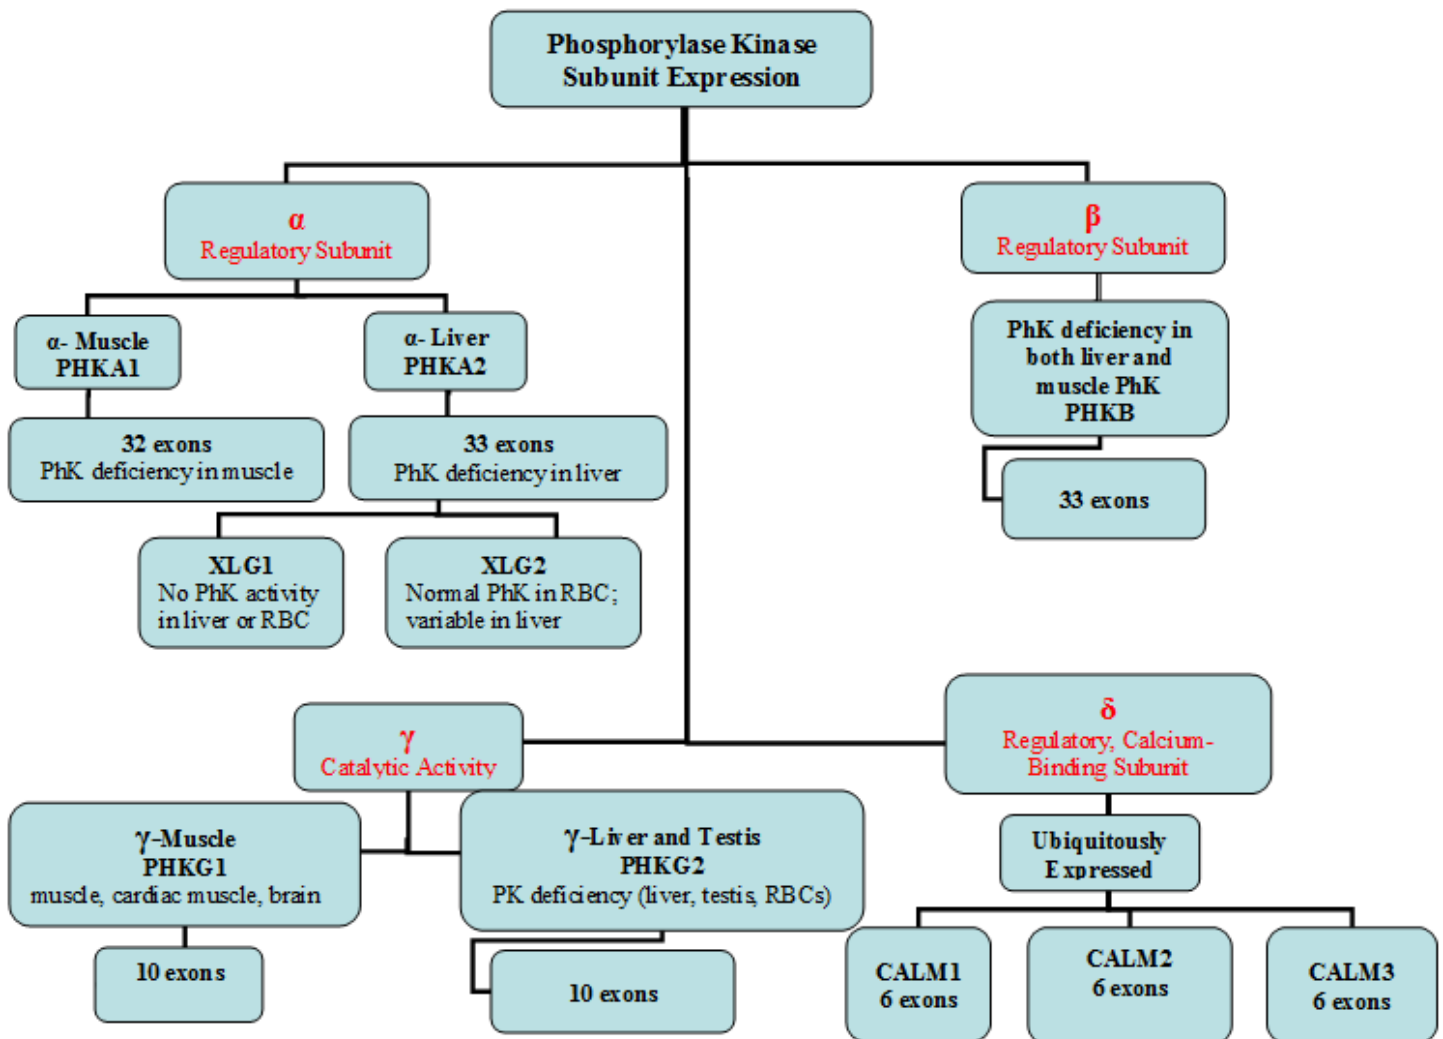 Phosphorylase Kinase
Subunit Expression
α
Regulatory Subunit
β
Regulatory Subunit
α- Muscle
PHKA1
α- Liver
PHKA2
PhK deficiency in
both liver and
muscle PhK
PHKB
32 exons
PhK deficiency in muscle
33 exons
PhK deficiency in liver
33 exons
XLG1
No PhK activity
in liver or RBC
XLG2
Normal PhK in RBC;
variable in liver
γ
Catalytic Activity
δ
Regulatory, Calcium-
Binding Subunit
γ-Muscle
PHKG1
muscle, cardiac muscle, brain
γ-Liver and Testis
PHKG2
PK deficiency (liver, testis, RBCs)
Ubiquitously
Expressed
10 exons
10 exons
CALM1
6 exons
CALM2
6 exons
CALM3
6 exons